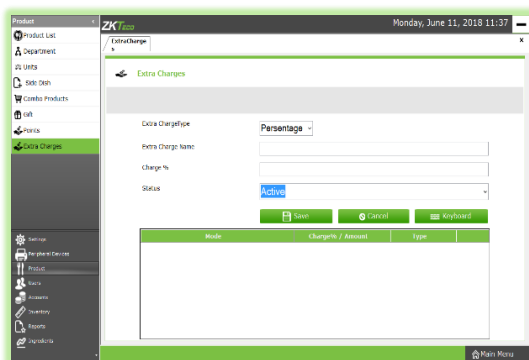 Product
Product List
Department
Units
Side Dish
Combo Products
Gift
Points
Extra Charges
Settings
Peripheral Devices
Product
Users
Accounts
Inventory
Reports
Ingredients
ZKTECO
Monday, June 11, 2018 11:37
ExtraCharge
s
x
Extra Charges
Extra ChargeType
Persentage
Extra Charge Name
Charge %
Status
Active
Save
Cancel
Keyboard
Mode Charge% / Amount Type
Main Menu